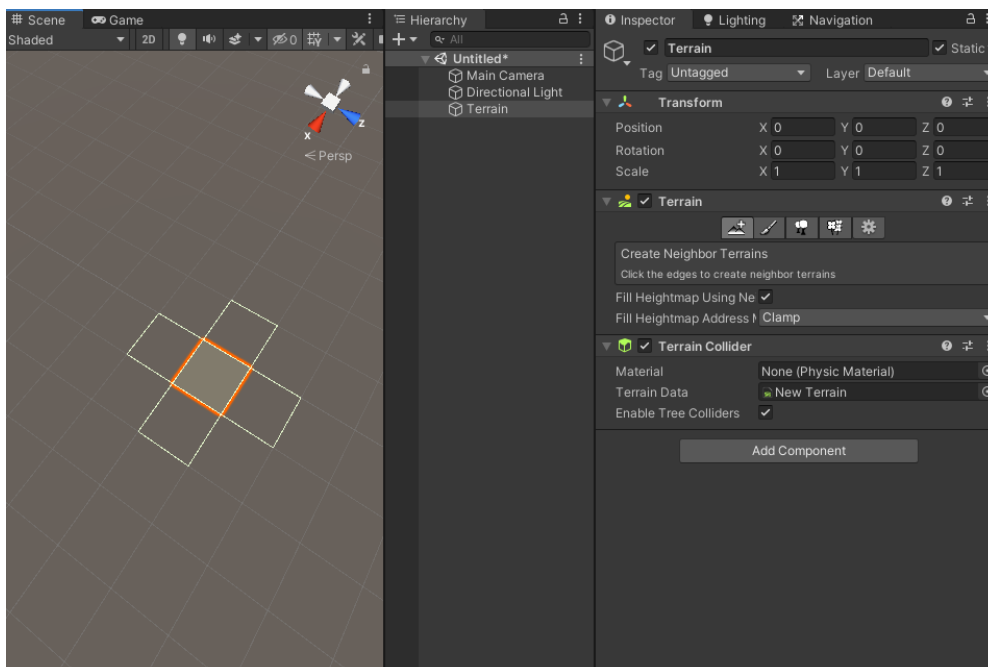 Scene
Game
Shaded
2D
0
x
z
Persp
Hierarchy
All
Untitled*
Main Camera
Directional Light
Terrain
Inspector
Lighting
Navigation
Terrain
Static
Tag Untagged
Layer Default
Transform
Position X 0 Y 0 Z 0
Rotation X 0 Y 0 Z 0
Scale X 1 Y 1 Z 1
Terrain
Create Neighbor Terrains
Click the edges to create neighbor terrains
Fill Heightmap Using Ne
Fill Heightmap Address M Clamp
Terrain Collider
Material None (Physic Material)
Terrain Data New Terrain
Enable Tree Colliders
Add Component